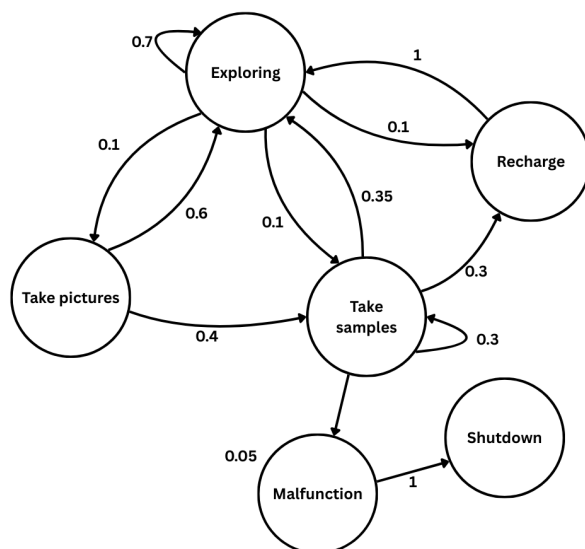 0.7
Exploring
1
0.1
0.1
Recharge
0.6
0.1
0.35
Take pictures
0.3
Take
samples
0.4
0.3
Shutdown
0.05
Malfunction
1